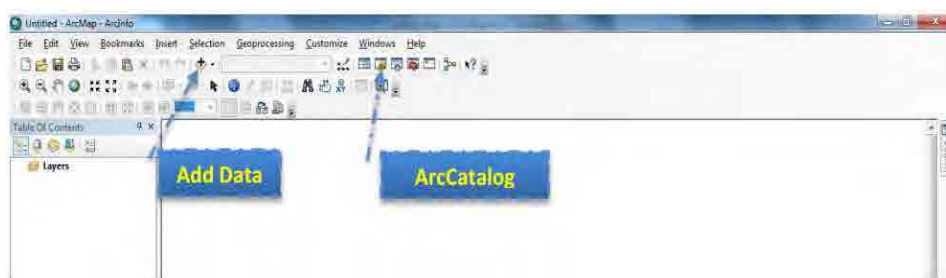 Untitled - ArcMap - ArcInfo
File Edit View Bookmarks Insert Selection Geoprocessing Customize Windows Help
Table Of Contents
Layers
Add Data
ArcCatalog